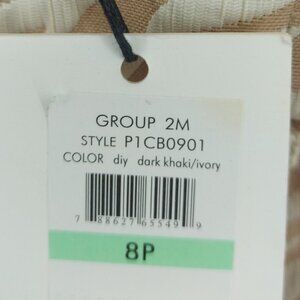 GROUP 2M
STYLE P1CB0901
COLOR diy dark khaki/ivory
7 88627 65549 9
8P